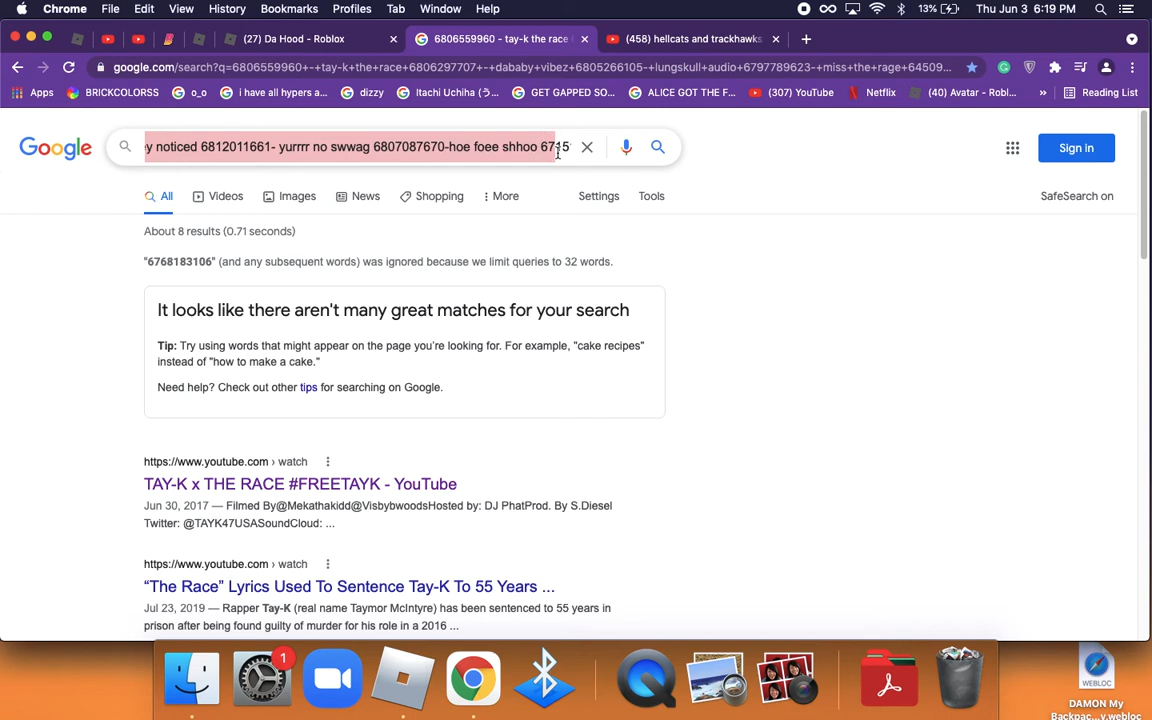 Chrome File Edit View History Bookmarks Profiles Tab Window Help 13% Thu Jun 3 6:19 PM
(27) Da Hood - Roblox 6806559960 - tay-k the race (458) hellcats and trackhawks
google.com/search?q=6806559960+-+tay-k+the+race+6806297707+-+dababy+vibez+6805266105+-+lungskull+audio+6797789623-+miss+the+rage+64509...
Apps BRICKCOLORSS o_o i have all hypers a... dizzy Itachi Uchiha (う... GET GAPPED SO... ALICE GOT THE F... (307) YouTube Netflix (40) Avatar - Robl... » Reading List
Google y noticed 6812011661- yurrrr no swwag 6807087670-hoe foee shhoo 6715 Sign in
All Videos Images News Shopping More Settings Tools SafeSearch on
About 8 results (0.71 seconds)
"6768183106" (and any subsequent words) was ignored because we limit queries to 32 words.
It looks like there aren't many great matches for your search
Tip: Try using words that might appear on the page you're looking for. For example, "cake recipes"
instead of "how to make a cake."
Need help? Check out other tips for searching on Google.
https://www.youtube.com › watch
TAY-K x THE RACE #FREETAYK - YouTube
Jun 30, 2017 — Filmed By@Mekathakidd@VisbybwoodsHosted by: DJ PhatProd. By S.Diesel
Twitter: @TAYK47USASoundCloud: ...
https://www.youtube.com › watch
“The Race” Lyrics Used To Sentence Tay-K To 55 Years ...
Jul 23, 2019 — Rapper Tay-K (real name Taymor McIntyre) has been sentenced to 55 years in
prison after being found guilty of murder for his role in a 2016 ...
1
WEBLOC
DAMON My
Backpac...y.webloc